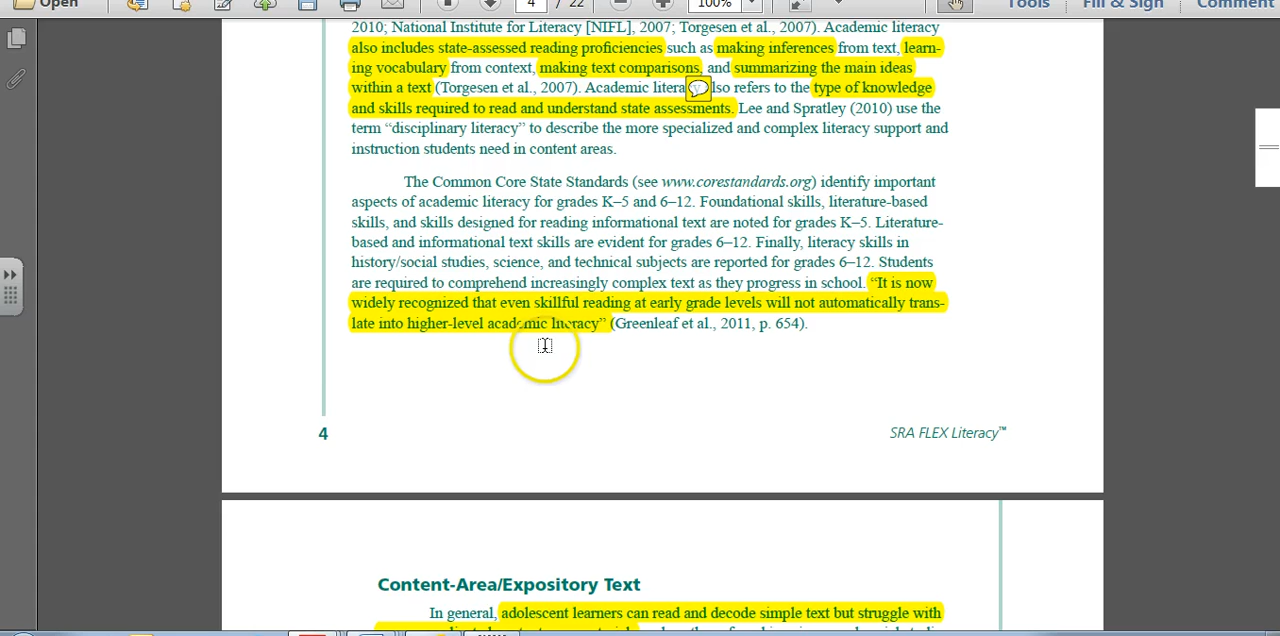 Open
4 / 22
100%
Tools
Fill & Sign
Comment
2010; National Institute for Literacy [NIFL], 2007; Torgesen et al., 2007). Academic literacy
also includes state-assessed reading proficiencies such as making inferences from text, learn-
ing vocabulary from context, making text comparisons, and summarizing the main ideas
within a text (Torgesen et al., 2007). Academic also refers to the type of knowledge
and skills required to read and understand state assessments. Lee and Spratley (2010) use the
term “disciplinary literacy” to describe the more specialized and complex literacy support and
instruction students need in content areas.
The Common Core State Standards (see www.corestandards.org) identify important
aspects of academic literacy for grades K–5 and 6–12. Foundational skills, literature-based
skills, and skills designed for reading informational text are noted for grades K–5. Literature-
based and informational text skills are evident for grades 6–12. Finally, literacy skills in
history/social studies, science, and technical subjects are reported for grades 6–12. Students
are required to comprehend increasingly complex text as they progress in school. “It is now
widely recognized that even skillful reading at early grade levels will not automatically trans-
late into higher-level academic literacy” (Greenleaf et al., 2011, p. 654).
4
SRA FLEX Literacy™
Content-Area/Expository Text
In general, adolescent learners can read and decode simple text but struggle with